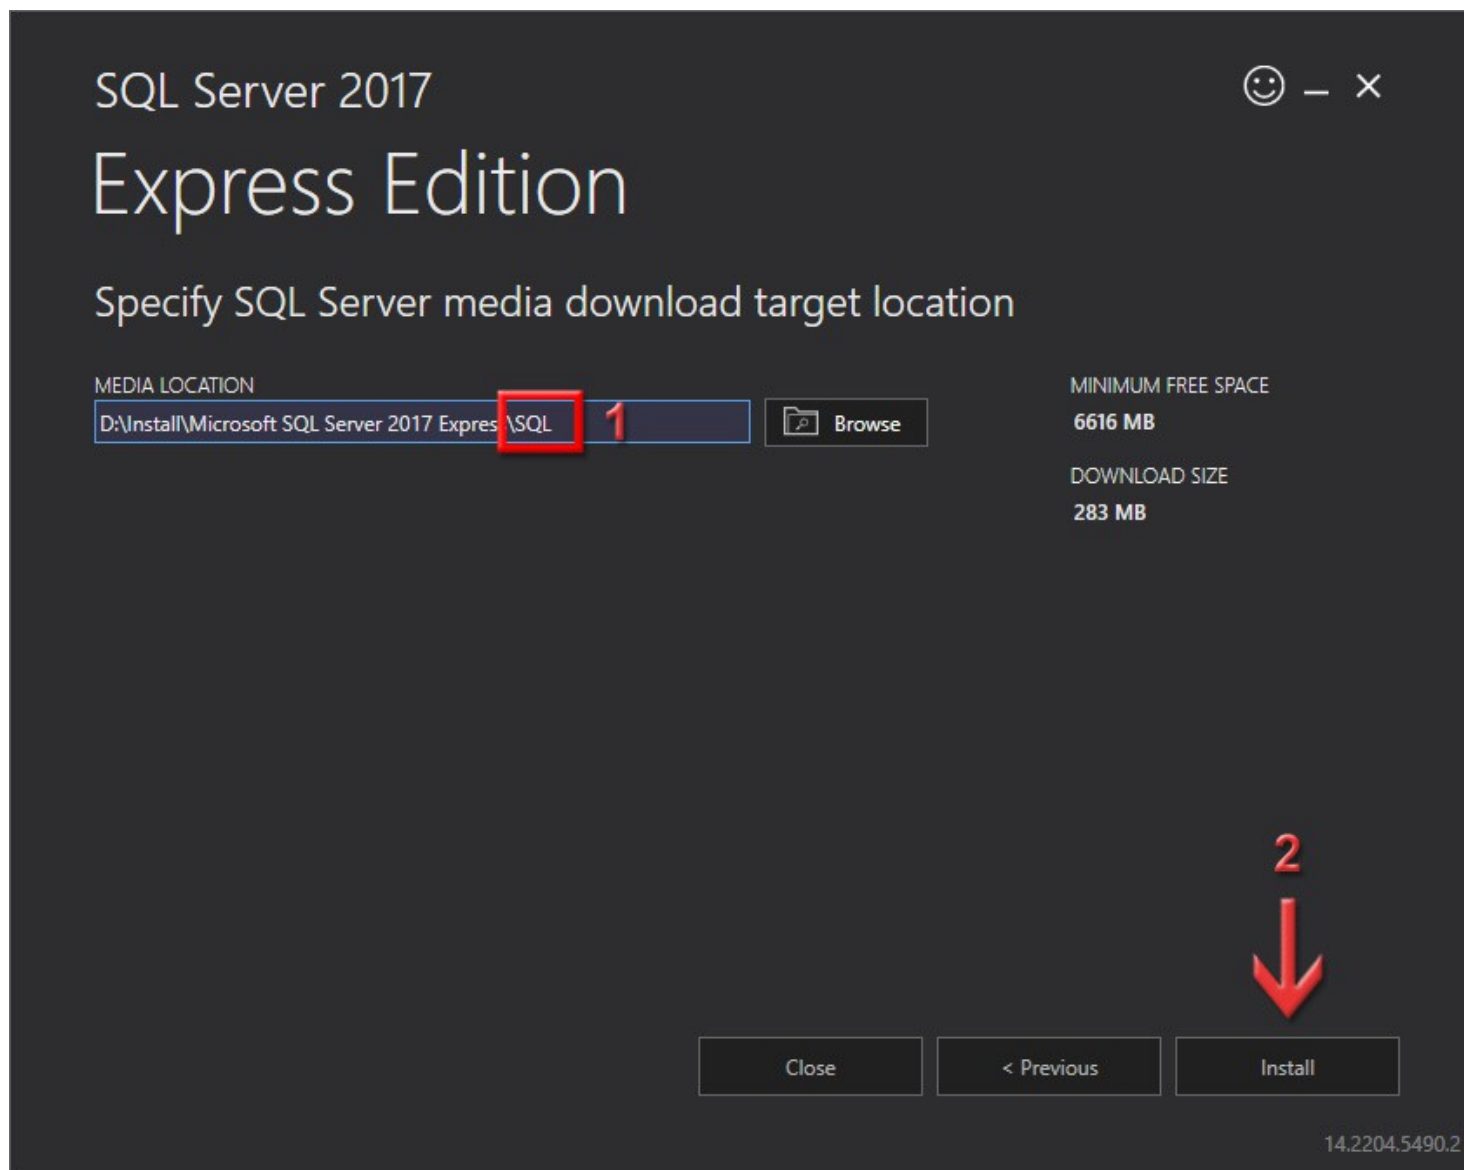 SQL Server 2017
Express Edition
Specify SQL Server media download target location
MEDIA LOCATION
D:\Install\Microsoft SQL Server 2017 Expres\SQL
1
Browse
MINIMUM FREE SPACE
6616 MB
DOWNLOAD SIZE
283 MB
2
Close
< Previous
Install
14.2204.5490.2